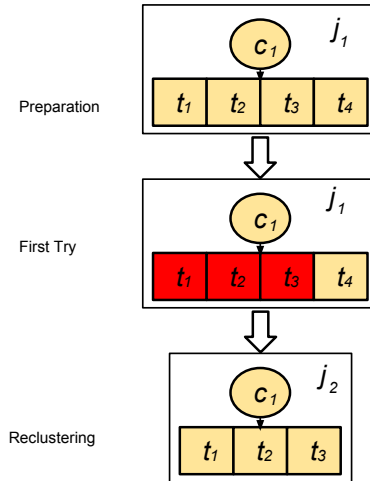 j1
c1
Preparation
t1 t2 t3 t4
j1
c1
First Try
t1 t2 t3 t4
j2
c1
Reclustering
t1 t2 t3